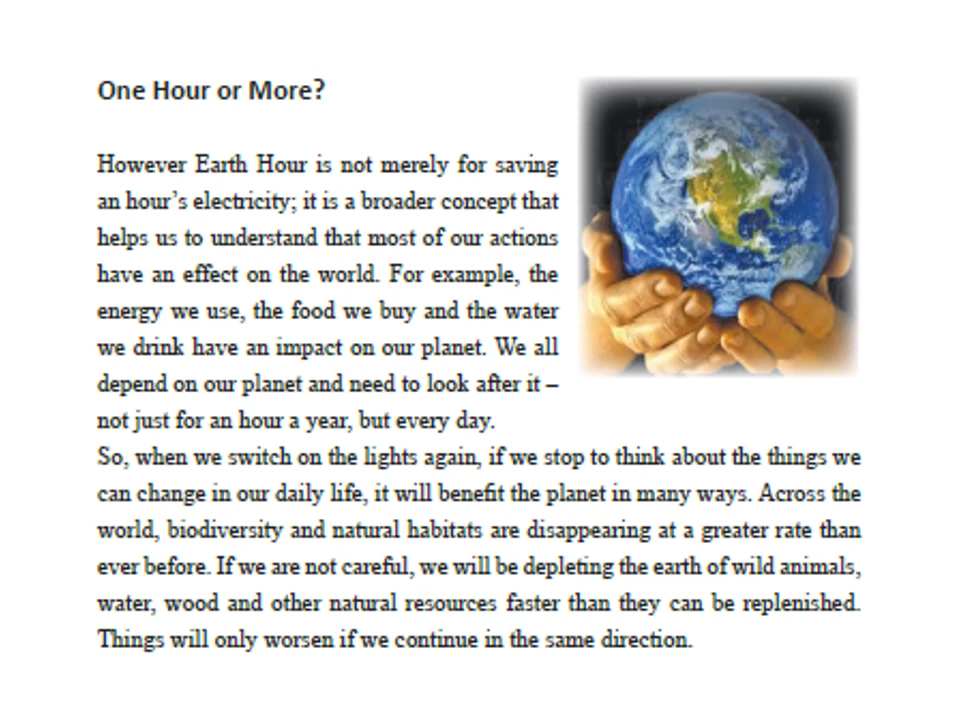 One Hour or More?
However Earth Hour is not merely for saving
an hour's electricity; it is a broader concept that
helps us to understand that most of our actions
have an effect on the world. For example, the
energy we use, the food we buy and the water
we drink have an impact on our planet. We all
depend on our planet and need to look after it –
not just for an hour a year, but every day.
So, when we switch on the lights again, if we stop to think about the things we
can change in our daily life, it will benefit the planet in many ways. Across the
world, biodiversity and natural habitats are disappearing at a greater rate than
ever before. If we are not careful, we will be depleting the earth of wild animals,
water, wood and other natural resources faster than they can be replenished.
Things will only worsen if we continue in the same direction.